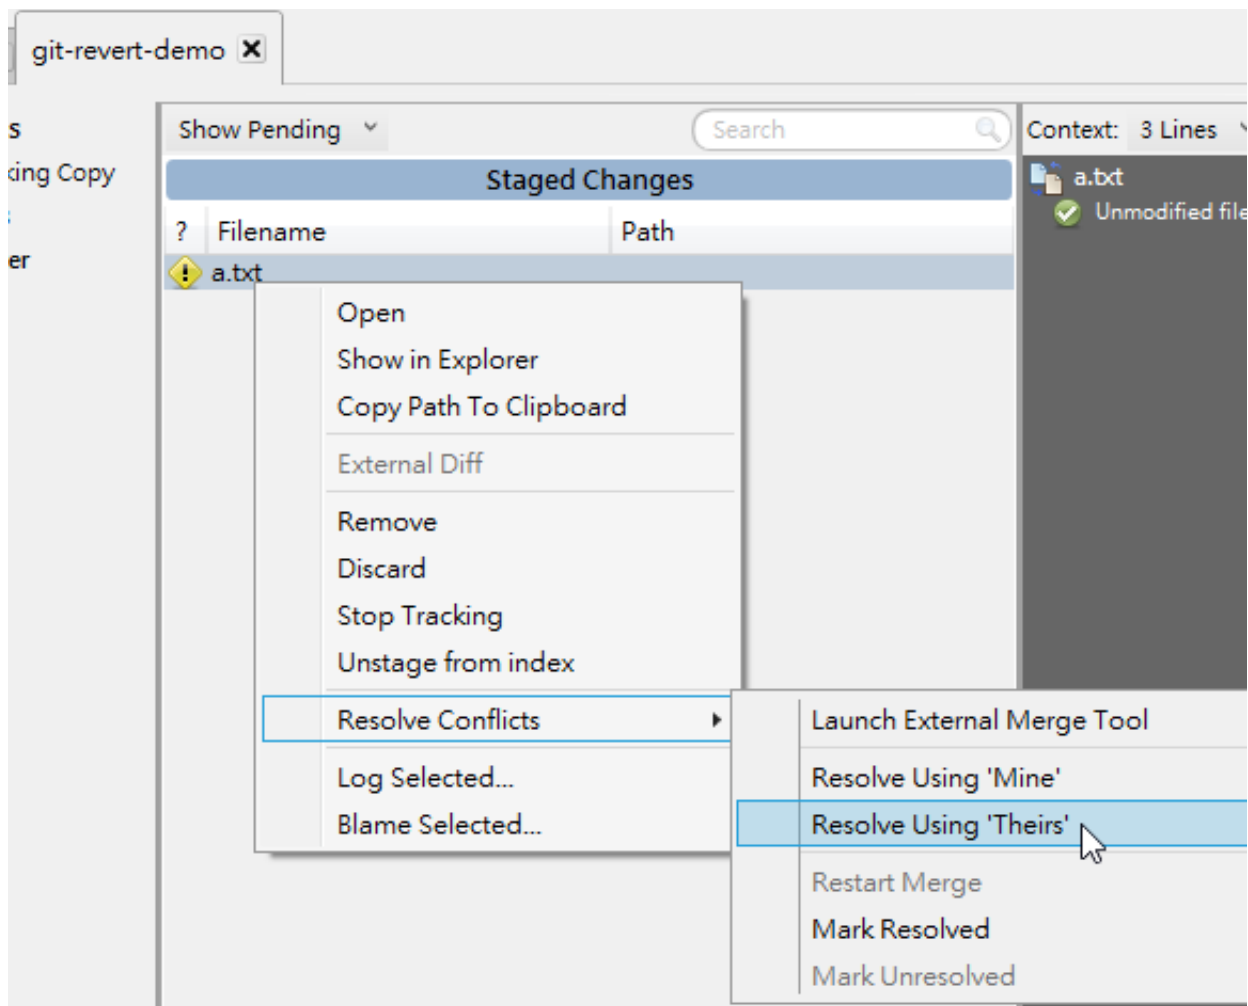 git-revert-demo
s
Show Pending
Search
Context: 3 Lines
king Copy
Staged Changes
a.txt
Unmodified file
? Filename Path
er
a.txt
Open
Show in Explorer
Copy Path To Clipboard
External Diff
Remove
Discard
Stop Tracking
Unstage from index
Resolve Conflicts
Launch External Merge Tool
Log Selected...
Resolve Using 'Mine'
Blame Selected...
Resolve Using 'Theirs'
Restart Merge
Mark Resolved
Mark Unresolved